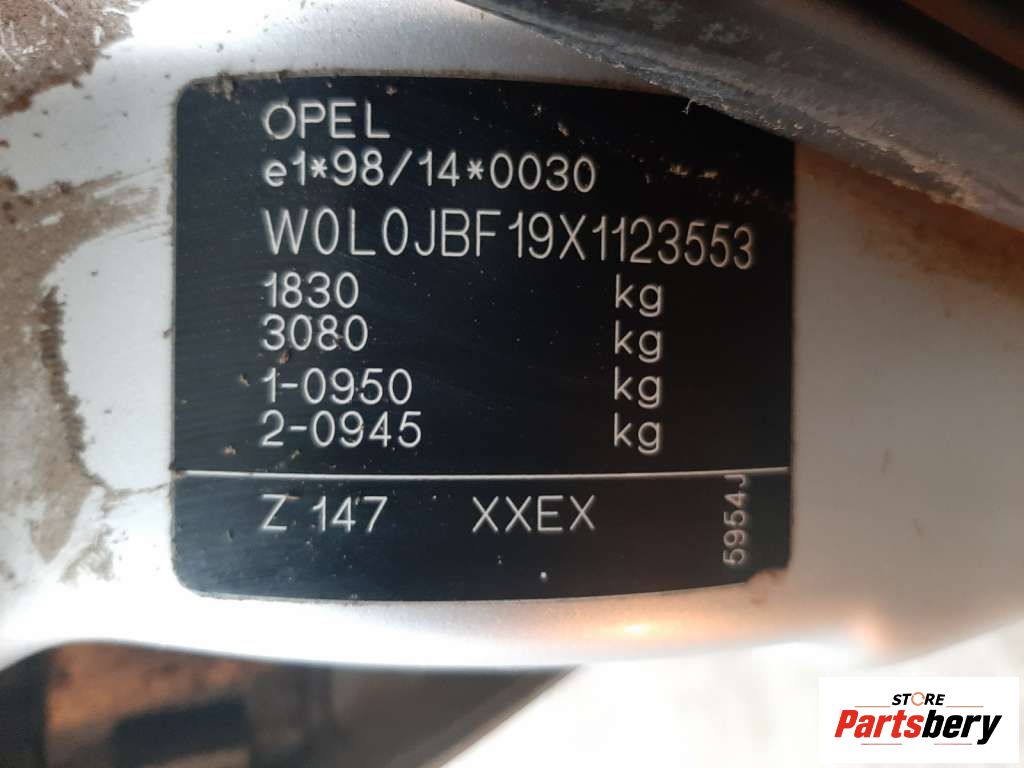 OPEL
e1*98/14*0030
W0L0JBF19X1123553
1830 kg
3080 kg
1-0950 kg
2-0945 kg
Z 147 XXEX
5954J
STORE
Partsbery